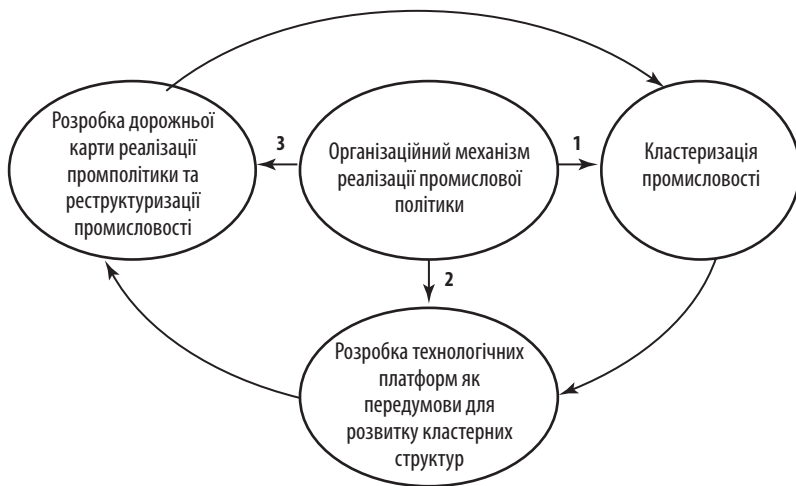 Розробка дорожньої
карти реалізації
промполітики та
реструктуризації
промисловості
3
Організаційний механізм
реалізації промислової
політики
1
Кластеризація
промисловості
2
Розробка технологічних
платформ як
передумови для
розвитку кластерних
структур